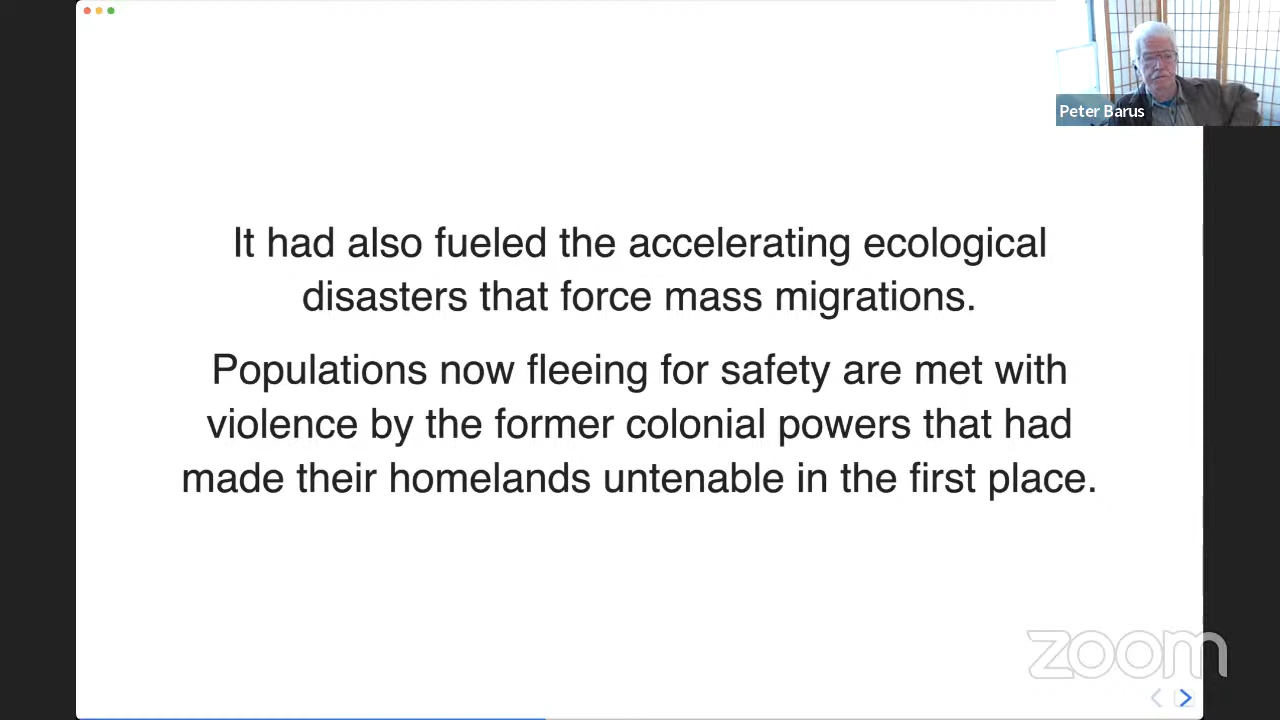 Peter Barus
It had also fueled the accelerating ecological
disasters that force mass migrations.
Populations now fleeing for safety are met with
violence by the former colonial powers that had
made their homelands untenable in the first place.
zoom